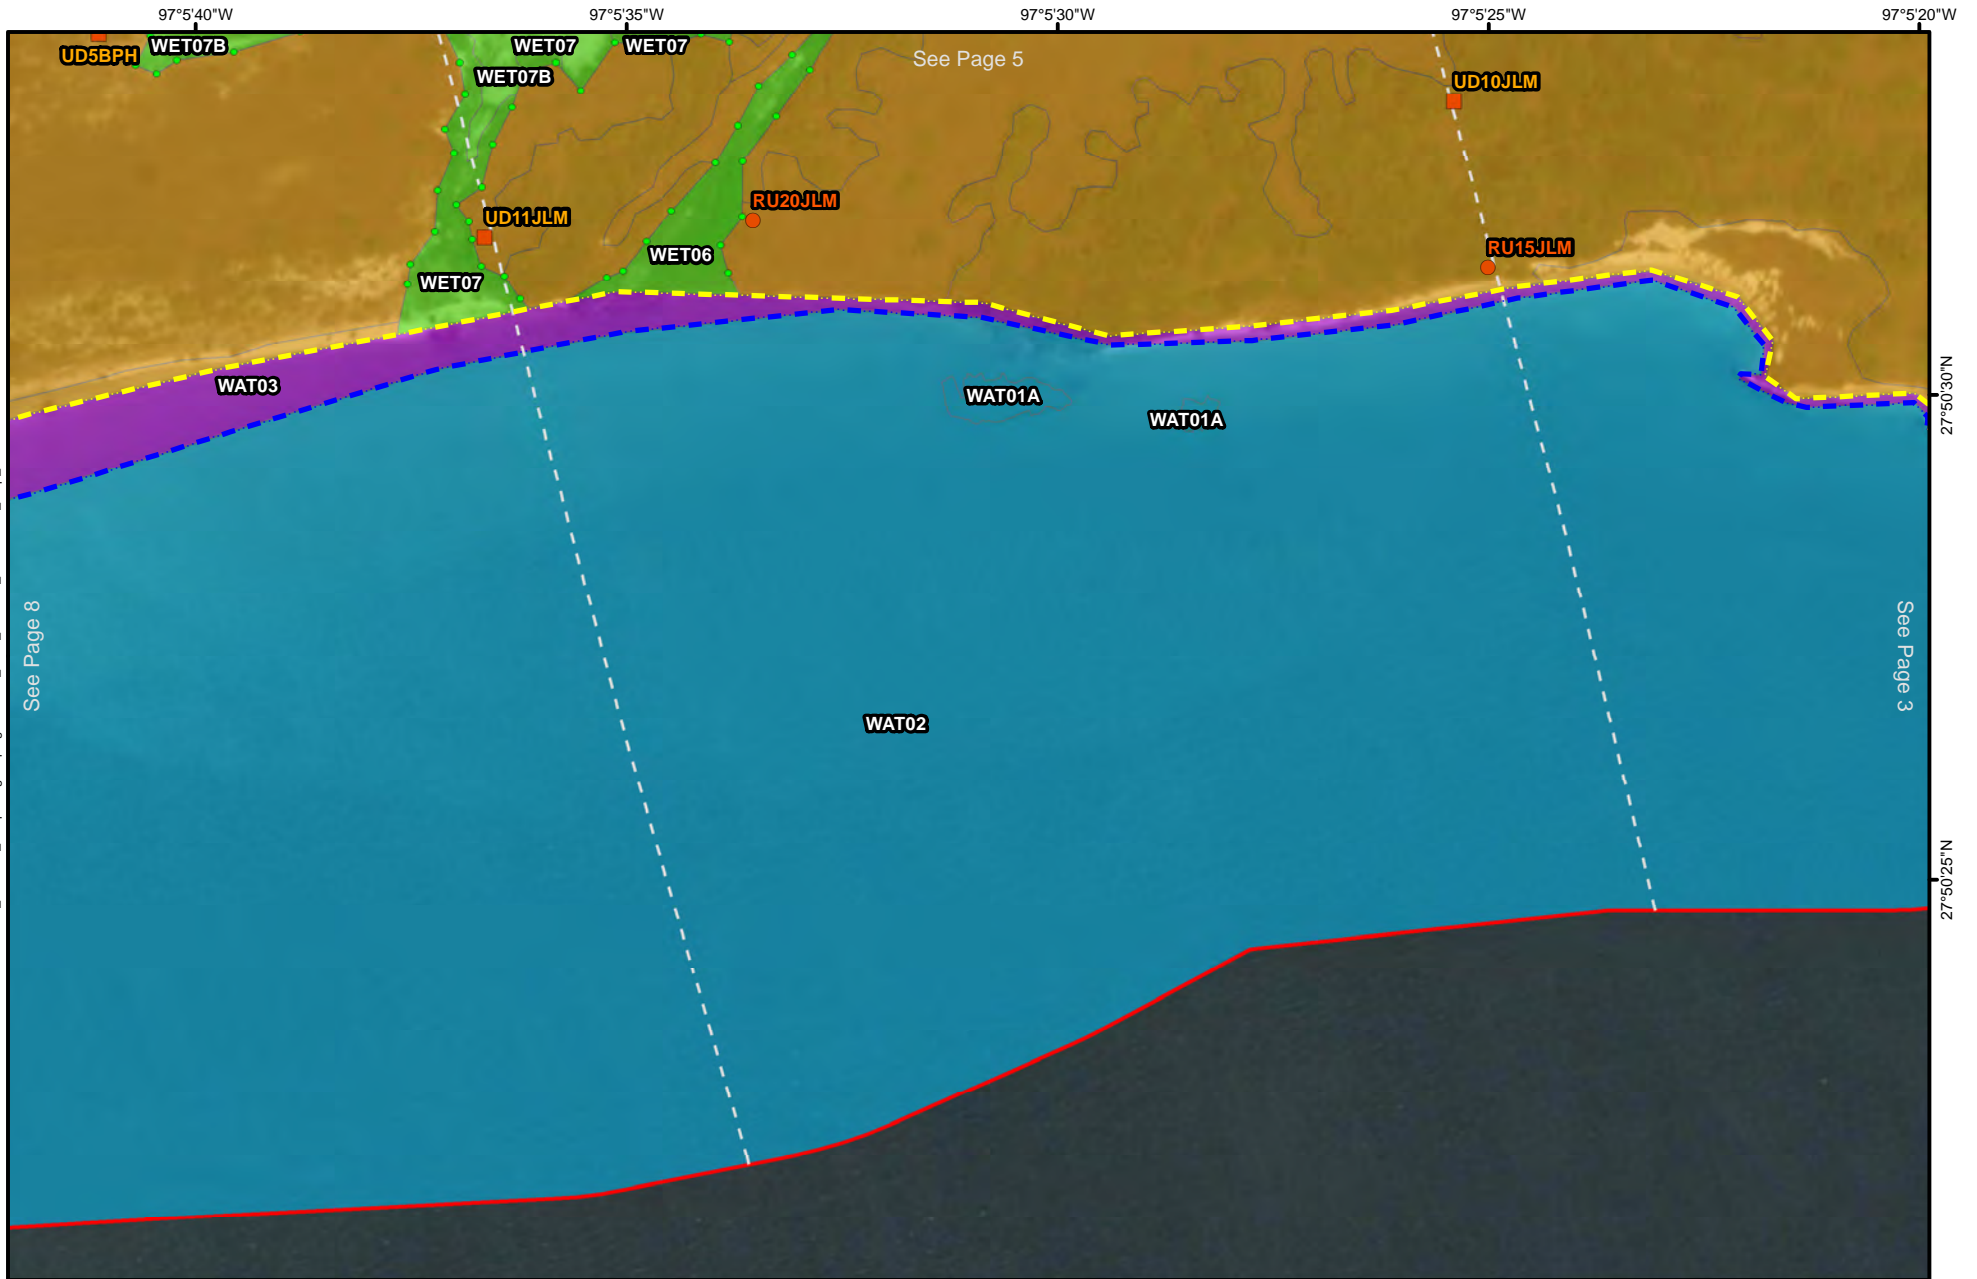 97°5'40"W 97°5'35"W 97°5'30"W 97°5'25"W 97°5'20"W
UD5BPH WET07B WET07 WET07 See Page 5
WET07B UD10JLM
RU20JLM
UD11JLM
WET06 RU15JLM
WET07
WAT03 WAT01A WAT01A 27°50'30"N
See Page 8 See Page 3
WAT02
27°50'25"N